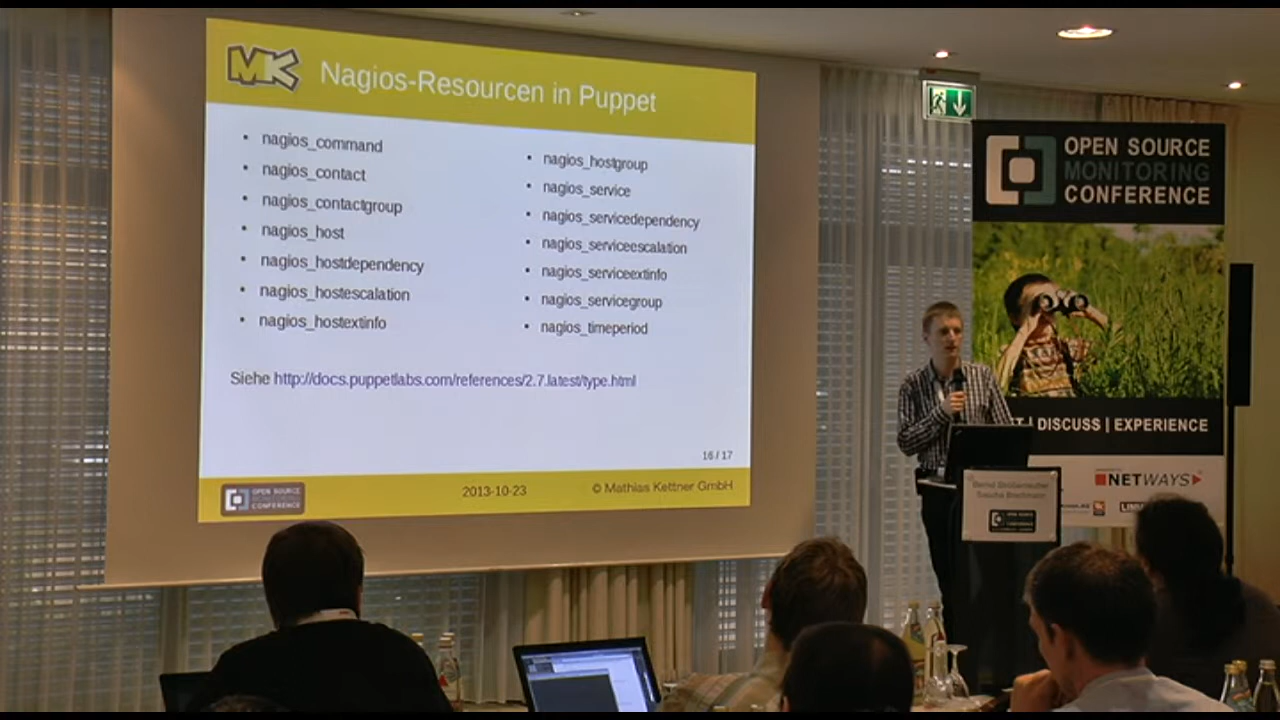 MK
Nagios-Resourcen in Puppet
• nagios_command
• nagios_contact
• nagios_contactgroup
• nagios_host
• nagios_hostdependency
• nagios_hostescalation
• nagios_hostextinfo
• nagios_hostgroup
• nagios_service
• nagios_servicedependency
• nagios_serviceescalation
• nagios_serviceextinfo
• nagios_servicegroup
• nagios_timeperiod
Siehe http://docs.puppetlabs.com/references/2.7.latest/type.html
16 / 17
OPEN SOURCE
MONITORING
CONFERENCE
2013-10-23
© Mathias Kettner GmbH
OPEN SOURCE
MONITORING
CONFERENCE
| DISCUSS | EXPERIENCE
NETWAYS